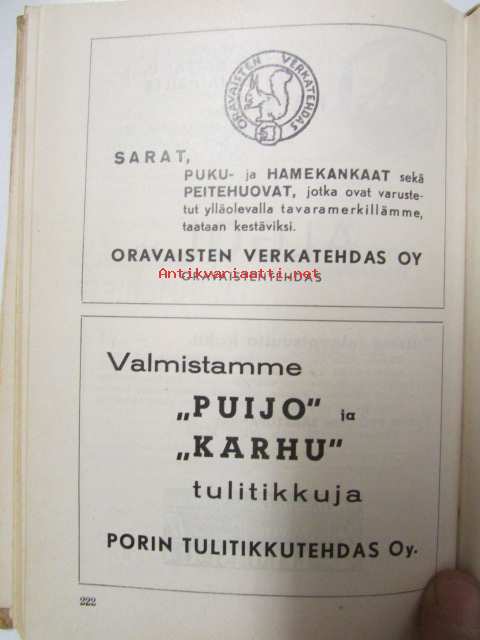 ORAVAISTEN VERKATEHDAS
SARAT,
PUKU- ja HAMEKANKAAT sekä
PEITEHUOVAT, jotka ovat varuste-
tut ylläolevalla tavaramerkillämme,
taataan kestäviksi.
ORAVAISTEN VERKATEHDAS OY
Antikvariaatti.net
ORAVAISTENTEHDAS
Valmistamme
„PUIJO" ja
„KARHU"
tulitikkuja
PORIN TULITIKKUTEHDAS Oy.
222